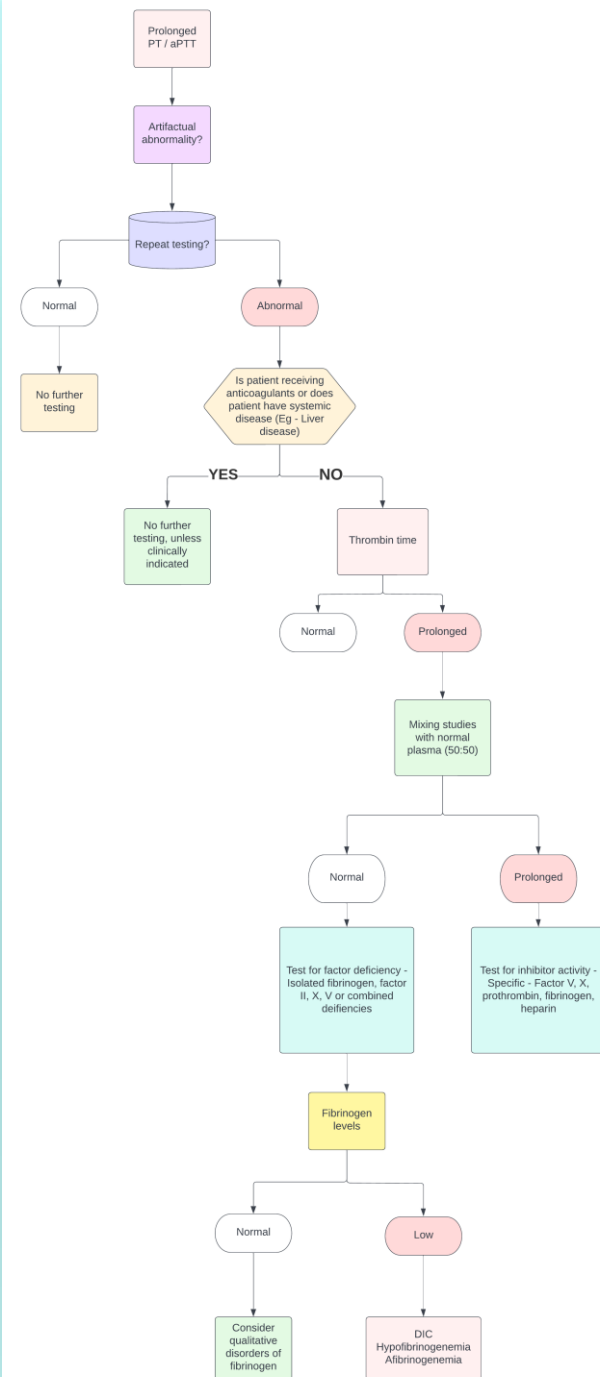 Prolonged
PT / aPTT
Artifactual
abnormality?
Repeat testing?
Normal
Abnormal
No further
testing
Is patient receiving
anticoagulants or does
patient have systemic
disease (Eg - Liver
disease)
YES
NO
No further
testing, unless
clinically
indicated
Thrombin time
Normal
Prolonged
Mixing studies
with normal
plasma (50:50)
Normal
Prolonged
Test for factor deficiency -
Isolated fibrinogen, factor
II, X, V or combined
deifiencies
Test for inhibitor activity -
Specific - Factor V, X,
prothrombin, fibrinogen,
heparin
Fibrinogen
levels
Normal
Low
Consider
qualitative
disorders of
fibrinogen
DIC
Hypofibrinogenemia
Afibrinogenemia